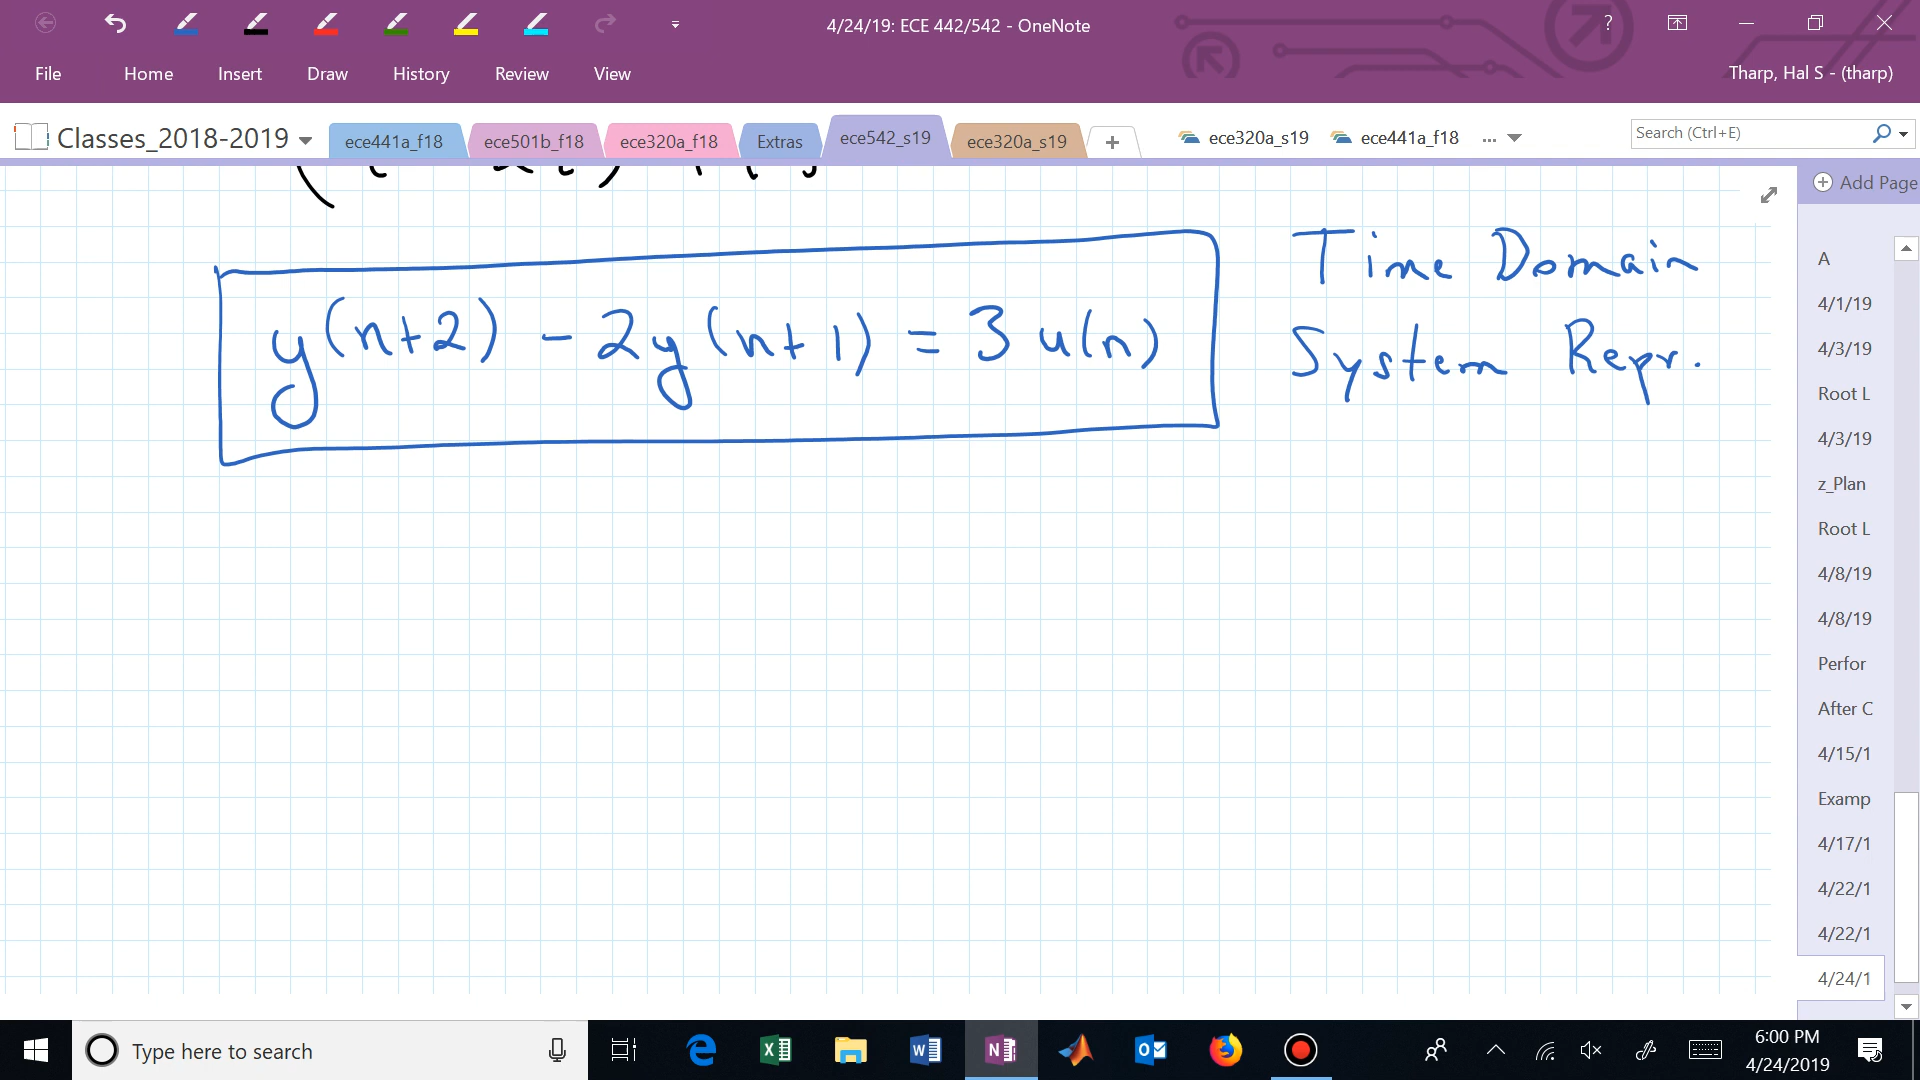 4/24/19: ECE 442/542 - OneNote
?
File Home Insert Draw History Review View
Tharp, Hal S - (tharp)
Classes_2018-2019
ece441a_f18
ece501b_f18
ece320a_f18
Extras
ece542_s19
ece320a_s19
+
ece320a_s19
ece441a_f18
...
Search (Ctrl+E)
Add Page
y(n+2) - 2y(n+1) = 3u(n)
Time Domain
System Repr.
A
4/1/19
4/3/19
Root L
4/3/19
z_Plan
Root L
4/8/19
4/8/19
Perfor
After C
4/15/1
Examp
4/17/1
4/22/1
4/22/1
4/24/1
Type here to search
6:00 PM
4/24/2019